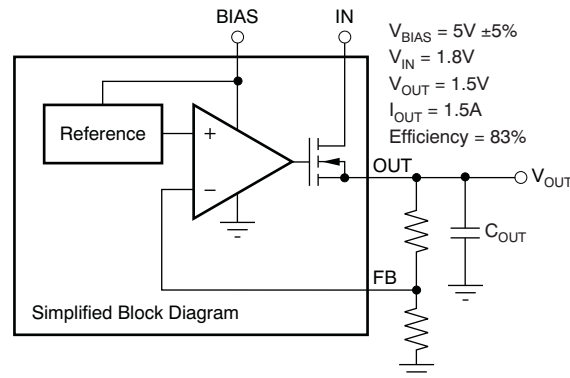 BIAS
IN
V_BIAS = 5V ±5%
V_IN = 1.8V
V_OUT = 1.5V
I_OUT = 1.5A
Efficiency = 83%
Reference
+
−
OUT
V_OUT
C_OUT
FB
Simplified Block Diagram